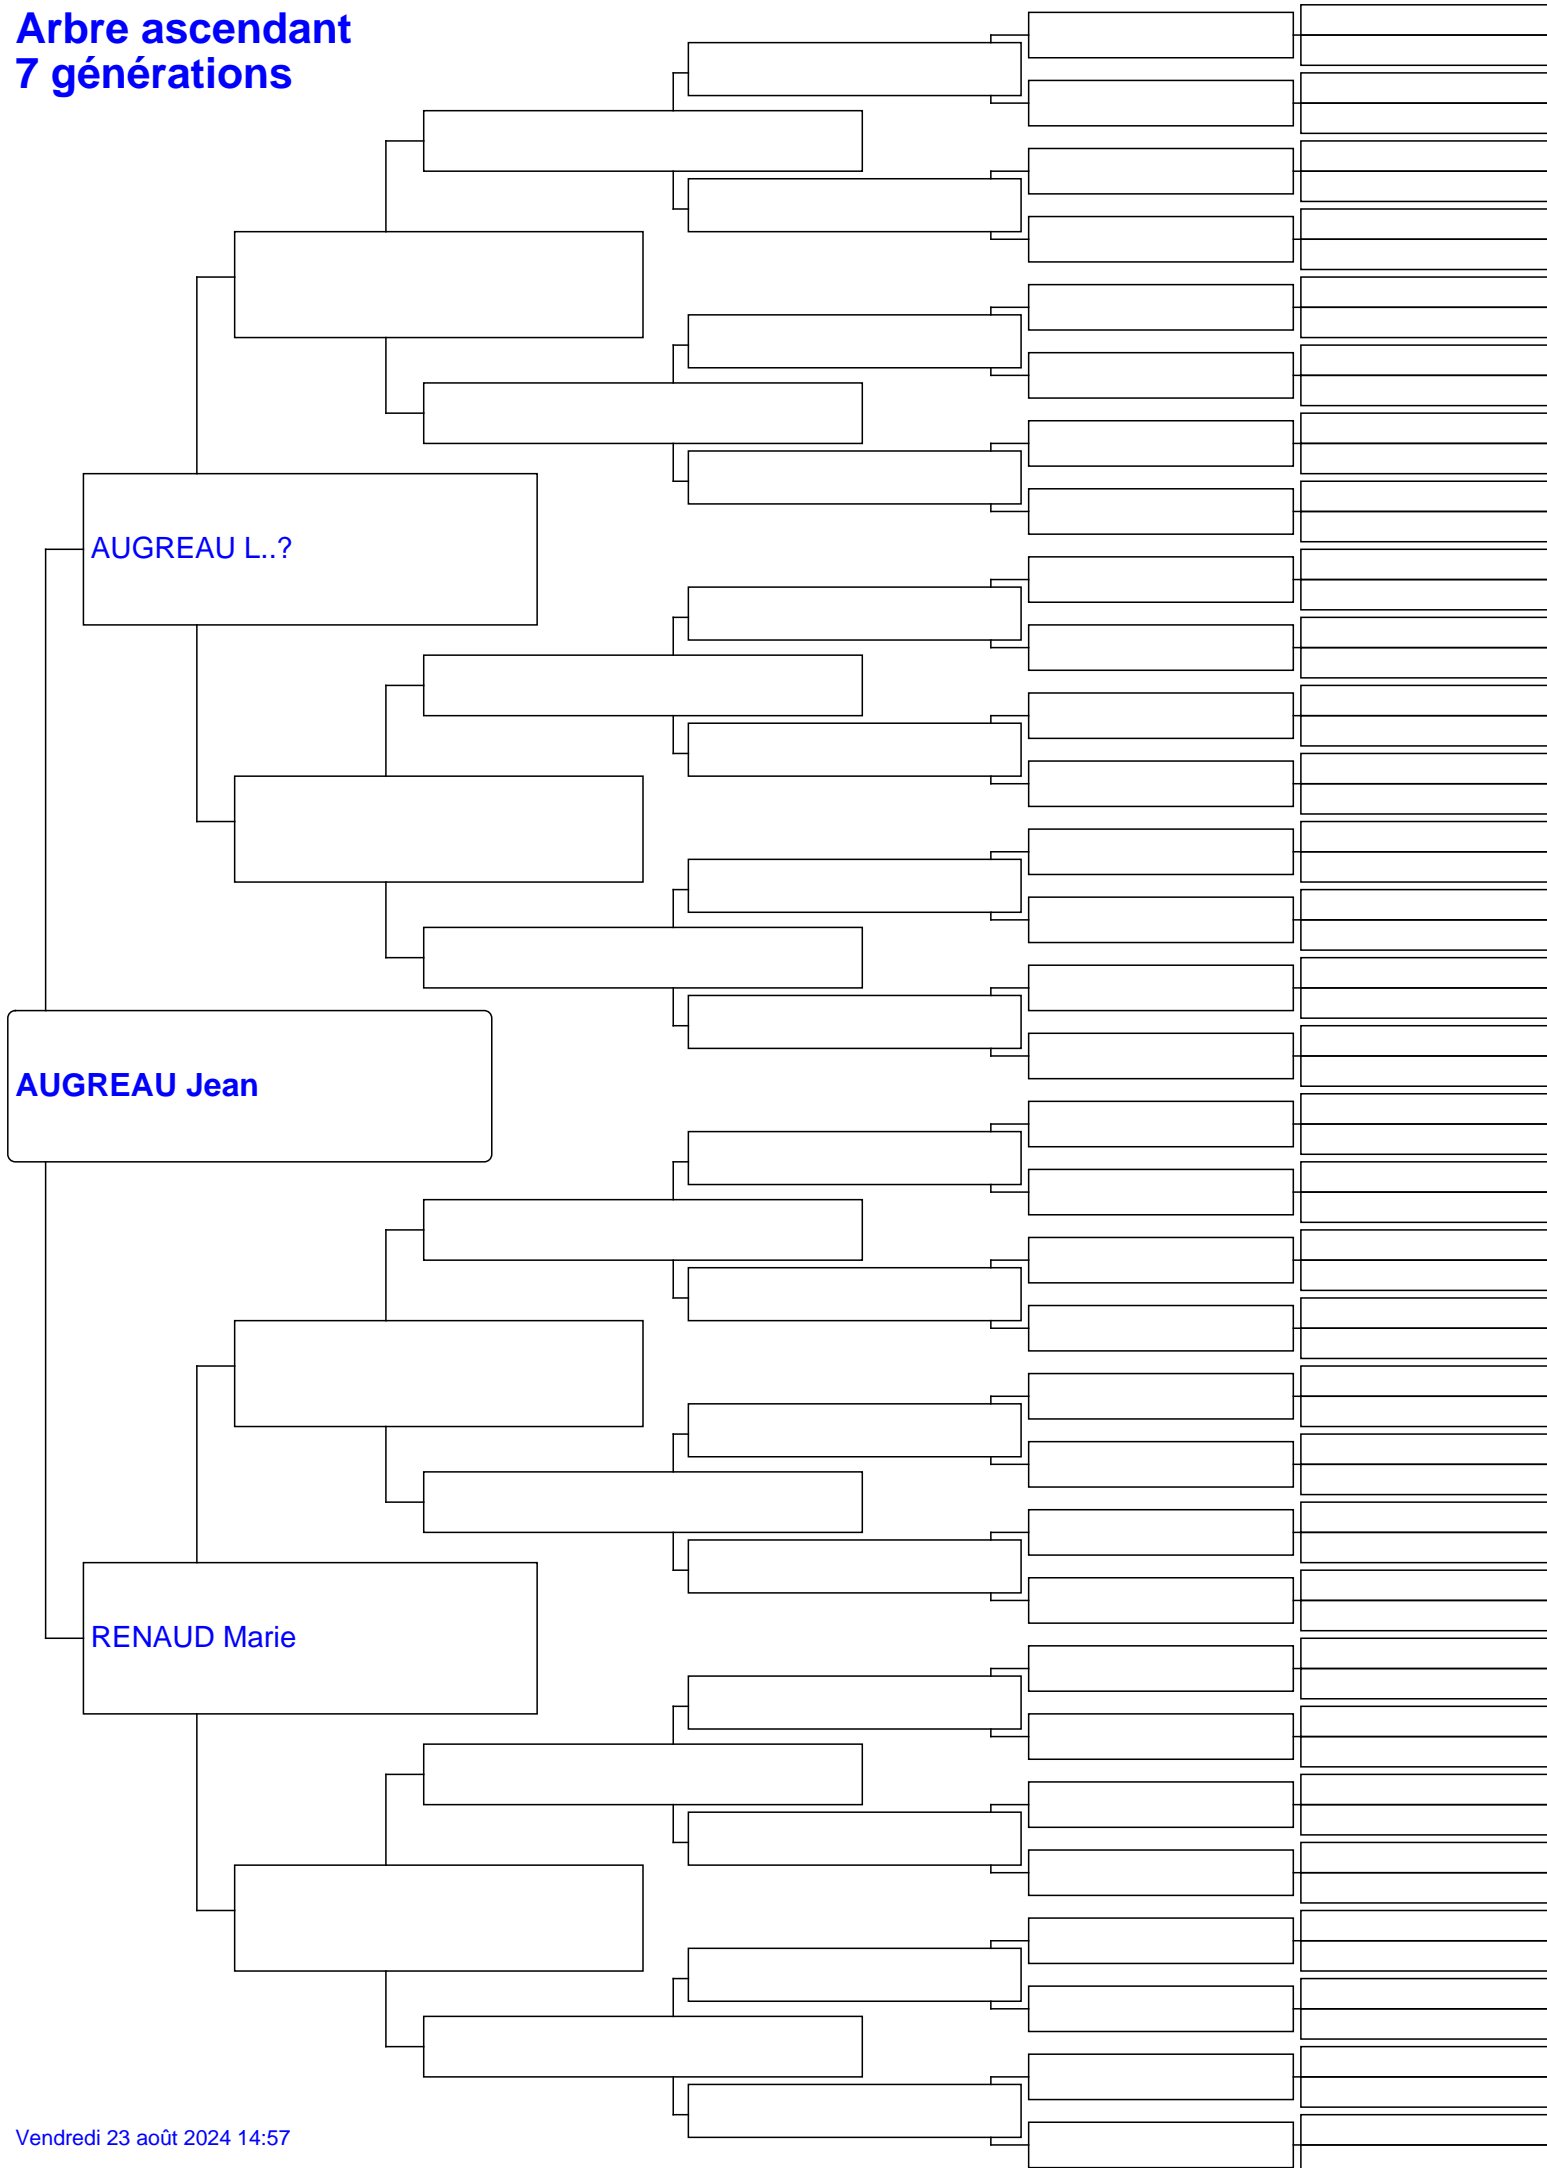 Arbre ascendant
7 générations
AUGREAU L..?
AUGREAU Jean
RENAUD Marie
Vendredi 23 août 2024 14:57